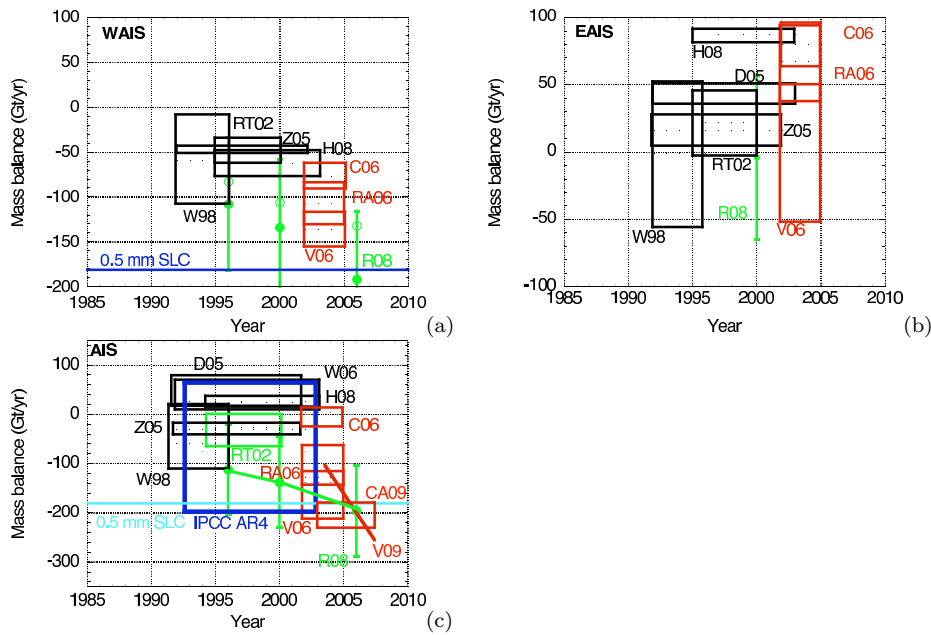 100
WAIS
50
0
RT02
Z05
H08
-50
C06
-100
RA06
W98
-150
V06
0.5 mm SLC
R08
-200
1985 1990 1995 2000 2005 2010
Year
Mass balance (Gt/yr)
(a)
100
EAIS
C06
H08
D05
RA06
50
Z05
0
RT02
R08
-50
W98
V06
-100
1985 1990 1995 2000 2005 2010
Year
Mass balance (Gt/yr)
(b)
AIS
100
D05
W06
H08
0
Z05
C06
RT02
W98
RA06
-100
CA09
-200
0.5 mm SLC
IPCC AR4
V06
V09
R08
-300
1985 1990 1995 2000 2005 2010
Year
Mass balance (Gt/yr)
(c)